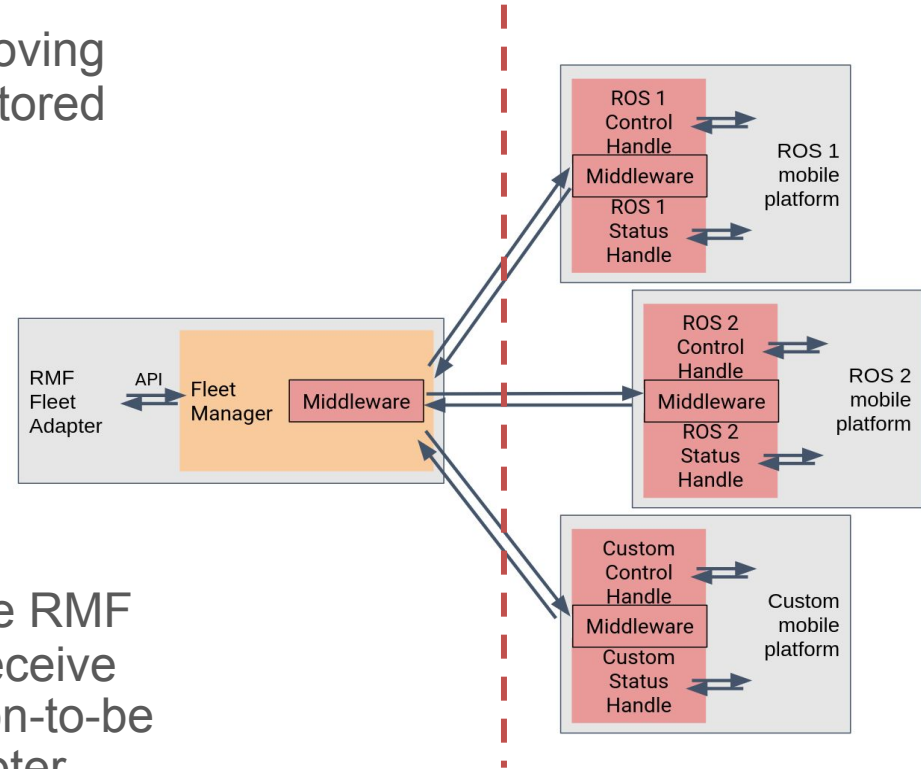 oving
tored
ROS 1
Control
Handle
Middleware
ROS 1
Status
Handle
ROS 1
mobile
platform
RMF
Fleet
Adapter
API
Fleet
Manager
Middleware
ROS 2
Control
Handle
Middleware
ROS 2
Status
Handle
ROS 2
mobile
platform
Custom
Control
Handle
Middleware
Custom
Status
Handle
Custom
mobile
platform
e RMF
eceive
on-to-be
pter